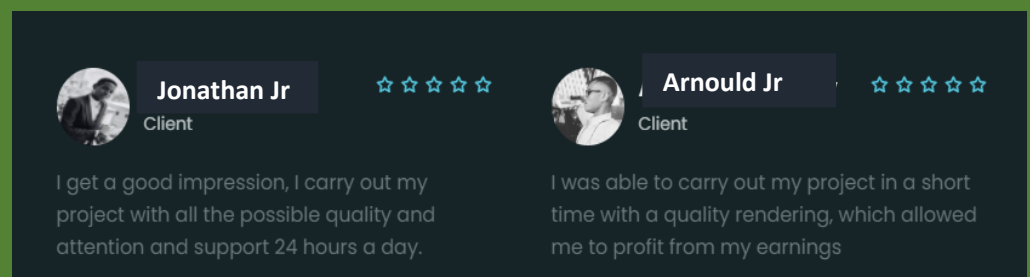 Jonathan Jr
Client
I get a good impression, I carry out my
project with all the possible quality and
attention and support 24 hours a day.
Arnould Jr
Client
I was able to carry out my project in a short
time with a quality rendering, which allowed
me to profit from my earnings